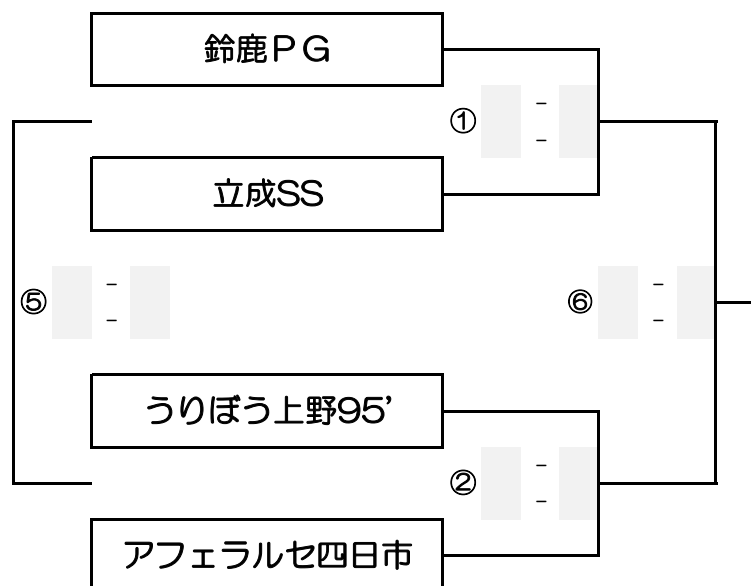 鈴鹿ＰＧ
① -
-
立成SS
⑤ -
-
⑥ -
-
うりぼう上野95’
② -
-
アフェラルセ四日市